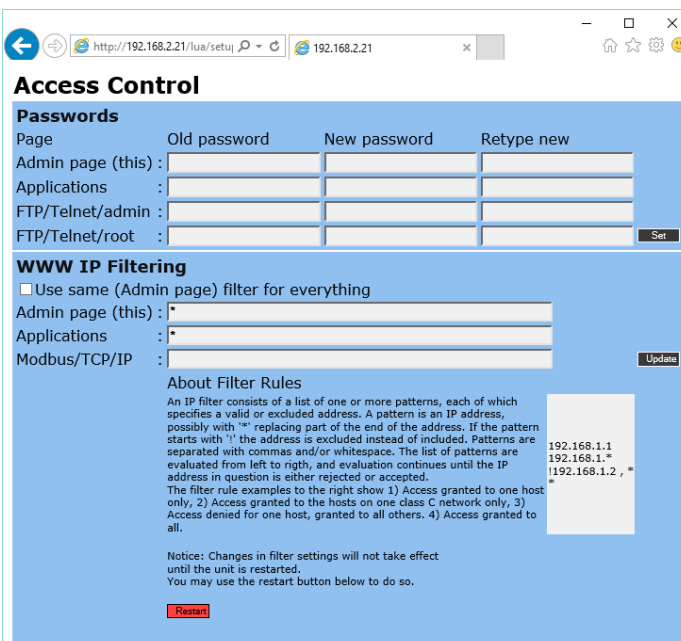 http://192.168.2.21/lua/setu
192.168.2.21
Access Control
Passwords
Page Old password New password Retype new
Admin page (this) :
Applications :
FTP/Telnet/admin :
FTP/Telnet/root : Set
WWW IP Filtering
Use same (Admin page) filter for everything
Admin page (this) : *
Applications : *
Modbus/TCP/IP : Update
About Filter Rules
An IP filter consists of a list of one or more patterns, each of which
specifies a valid or excluded address. A pattern is an IP address,
possibly with '*' replacing part of the end of the address. If the pattern
starts with '!' the address is excluded instead of included. Patterns are
separated with commas and/or whitespace. The list of patterns are
evaluated from left to rigth, and evaluation continues until the IP
address in question is either rejected or accepted.
The filter rule examples to the right show 1) Access granted to one host
only, 2) Access granted to the hosts on one class C network only, 3)
Access denied for one host, granted to all others. 4) Access granted to
all.
192.168.1.1
192.168.1.*
!192.168.1.2 , *
*
Notice: Changes in filter settings will not take effect
until the unit is restarted.
You may use the restart button below to do so.
Restart